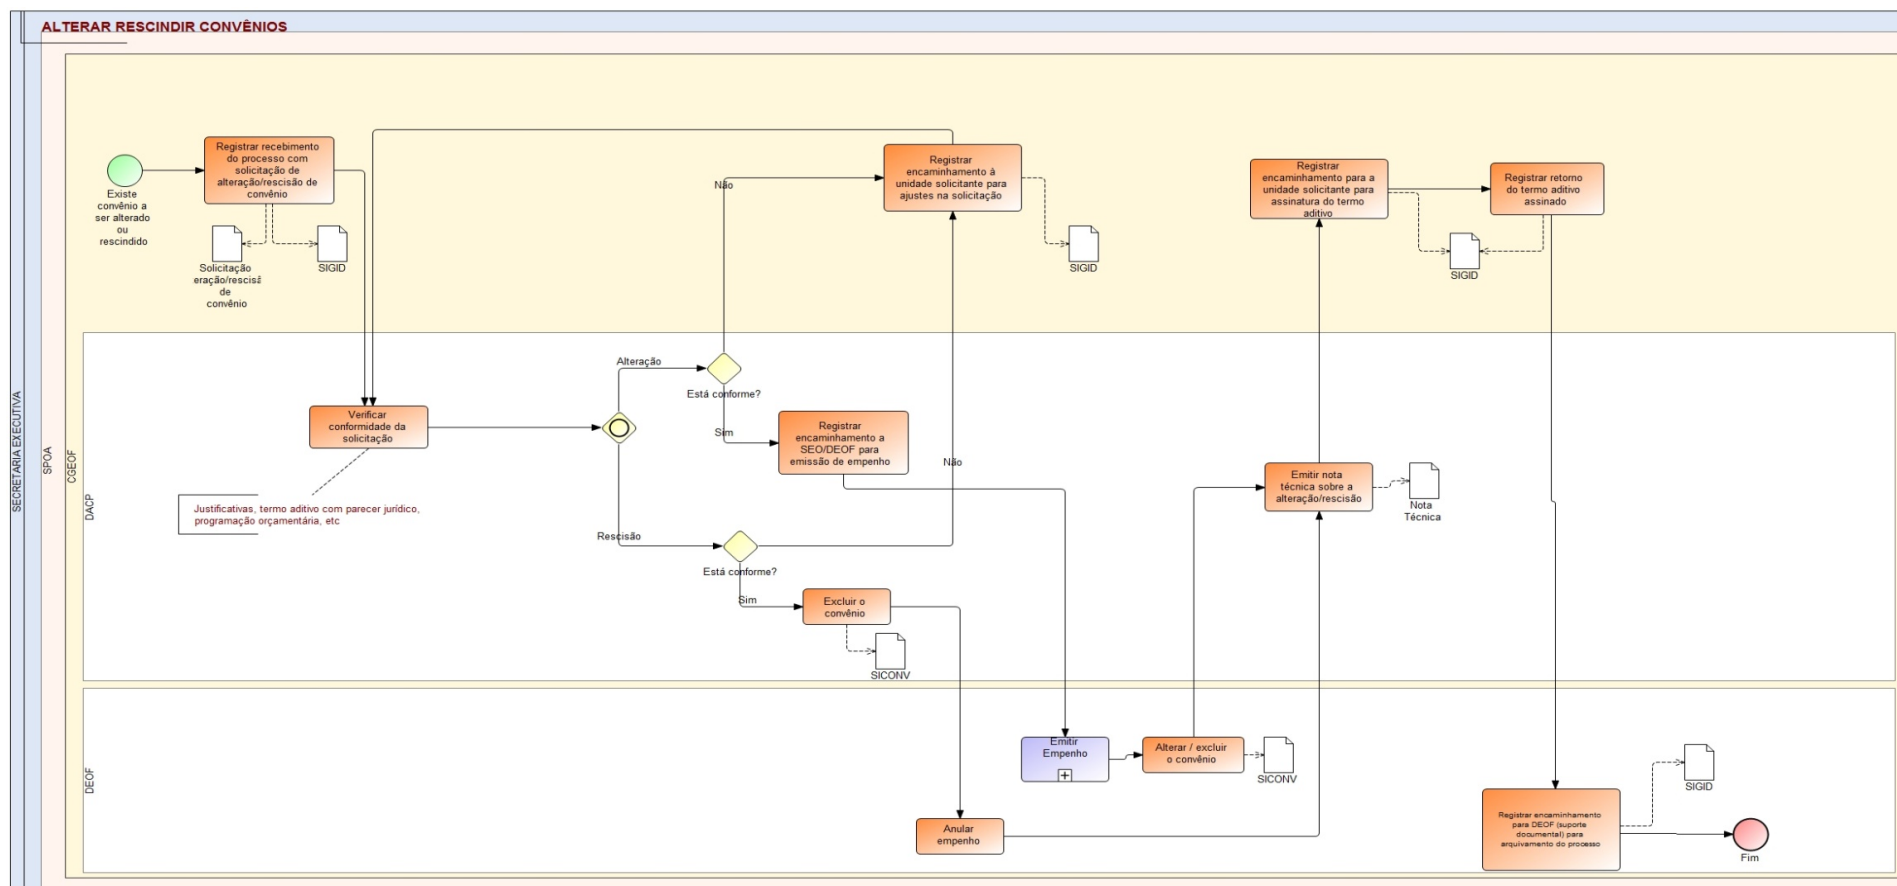 ALTERAR RESCINDIR CONVÊNIOS
SECRETARIA EXECUTIVA
SPOA
CGEOF
Existe
convênio a
ser alterado
ou
rescindido
Registrar recebimento
do processo com
solicitação de
alteração/rescisão de
convênio
Solicitação
eração/rescisã
de
convênio
SIGID
Não
Registrar
encaminhamento à
unidade solicitante para
ajustes na solicitação
SIGID
Registrar
encaminhamento para a
unidade solicitante para
assinatura do termo
aditivo
Registrar retorno
do termo aditivo
assinado
SIGID
DACP
Verificar
conformidade da
solicitação
Justificativas, termo aditivo com parecer jurídico,
programação orçamentária, etc
Alteração
Está conforme?
Sim
Registrar
encaminhamento a
SEO/DEOF para
emissão de empenho
Não
Rescisão
Está conforme?
Sim
Excluir o
convênio
SICONV
Emitir nota
técnica sobre a
alteração/rescisão
Nota
Técnica
DEOF
Emitir
Empenho
Alterar / excluir
o convênio
SICONV
Anular
empenho
Registrar encaminhamento
para DEOF (suporte
documental) para
arquivamento do processo
SIGID
Fim